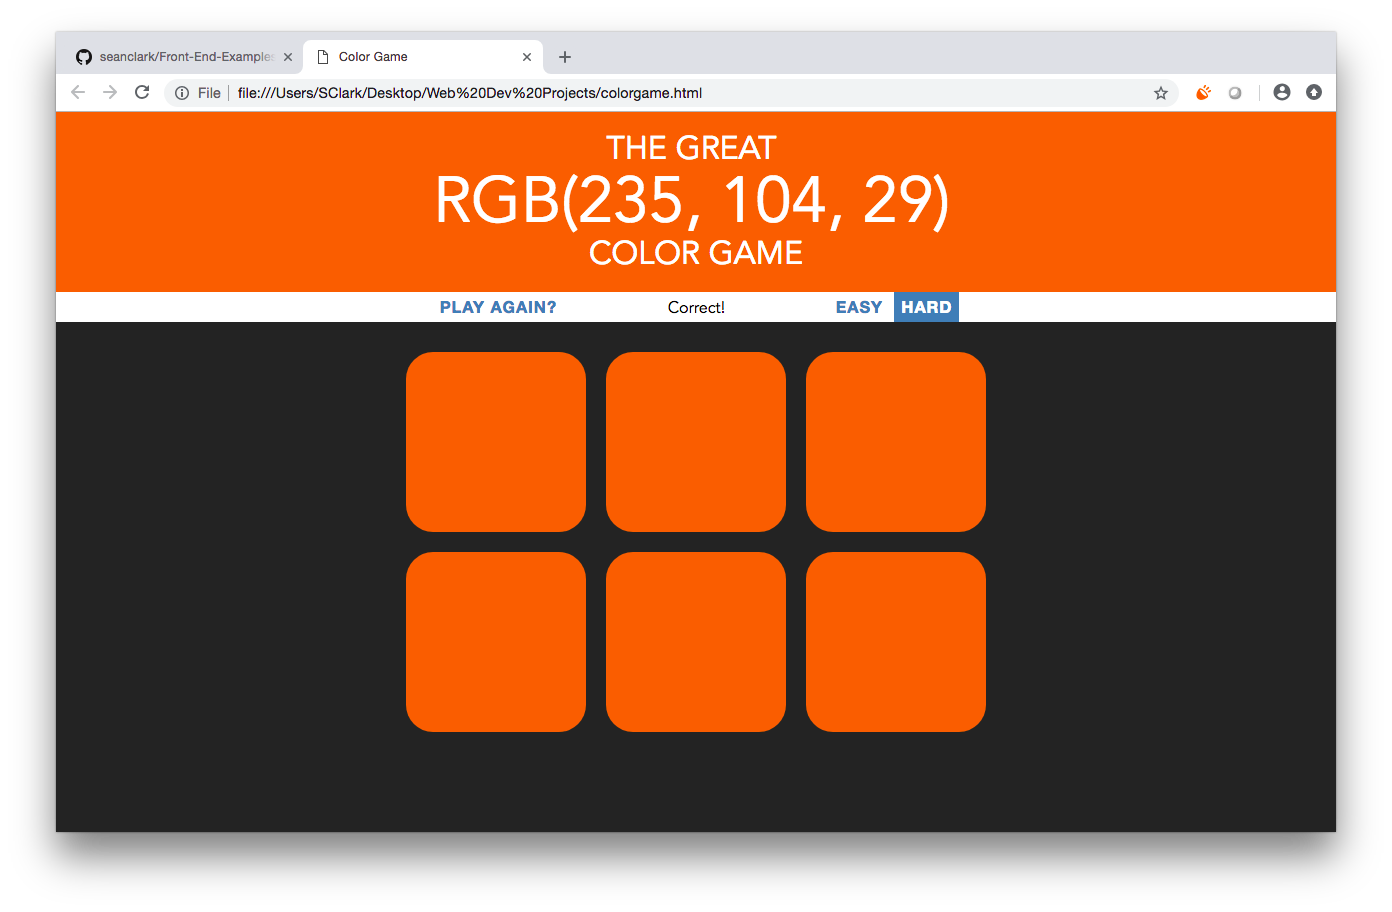 seanclark/Front-End-Examples
Color Game
File
file:///Users/SClark/Desktop/Web%20Dev%20Projects/colorgame.html
THE GREAT
RGB(235, 104, 29)
COLOR GAME
PLAY AGAIN?
Correct!
EASY
HARD